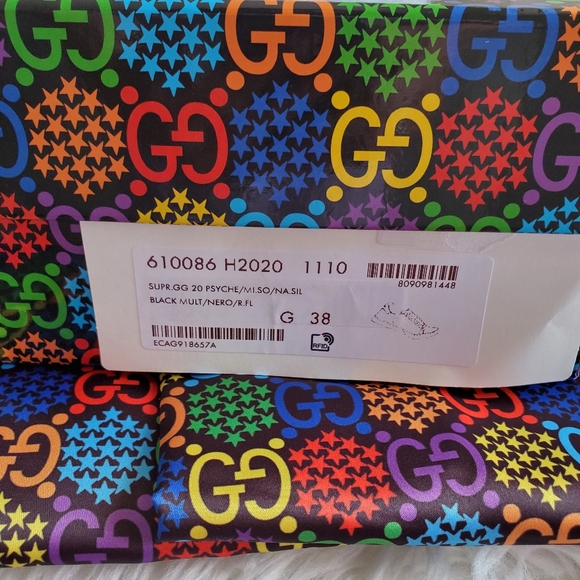 610086 H2020 1110
8090981448
SUPR.GG 20 PSYCHE/MI.SO/NA.SIL
BLACK MULT/NERO/R.FL
G 38
ECAG918657A
RFID